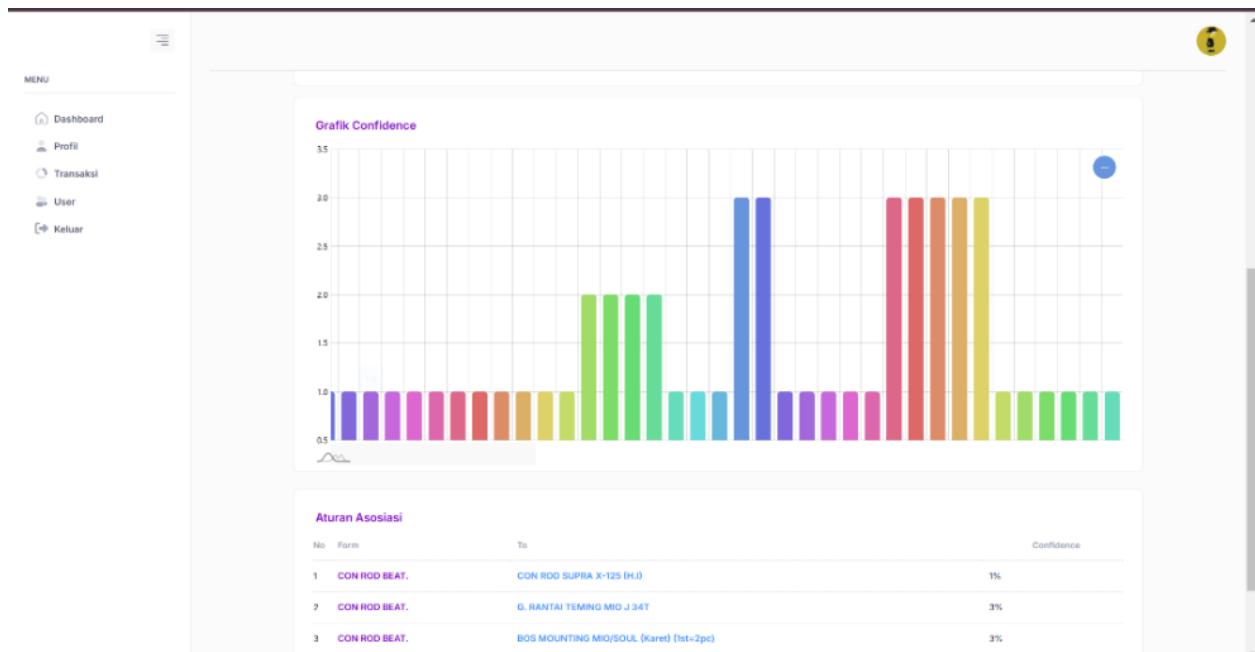 MENU
Dashboard
Profil
Transaksi
User
Keluar
Grafik Confidence
3.5
3.0
2.5
2.0
1.5
1.0
0.5
Aturan Asosiasi
No Form To Confidence
1 CON ROD BEAT. CON ROD SUPRA X-125 (H.I) 1%
2 CON ROD BEAT. G. RANTAI TEMING MIO J 34T 3%
3 CON ROD BEAT. BOS MOUNTING MIO/SOUL (Karet) (1st=2pc) 3%